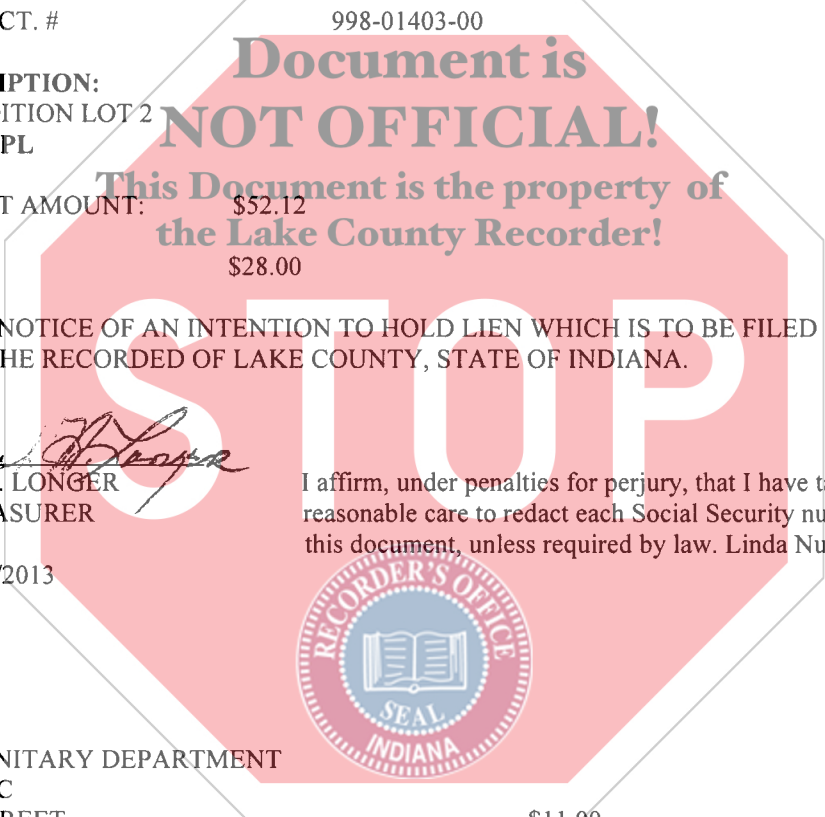 CT. # 998-01403-00
Document is
IPTION:
ITION LOT 2
NOT OFFICIAL!
PL
This Document is the property of
T AMOUNT: $52.12
the Lake County Recorder!
$28.00
NOTICE OF AN INTENTION TO HOLD LIEN WHICH IS TO BE FILED
HE RECORDED OF LAKE COUNTY, STATE OF INDIANA.
STOP
. LONGER I affirm, under penalties for perjury, that I have ta
ASURER reasonable care to redact each Social Security nu
this document, unless required by law. Linda Nu
/2013
RECORDER'S OFFICE
SEAL
INDIANA
NITARY DEPARTMENT
C
REET $11.00